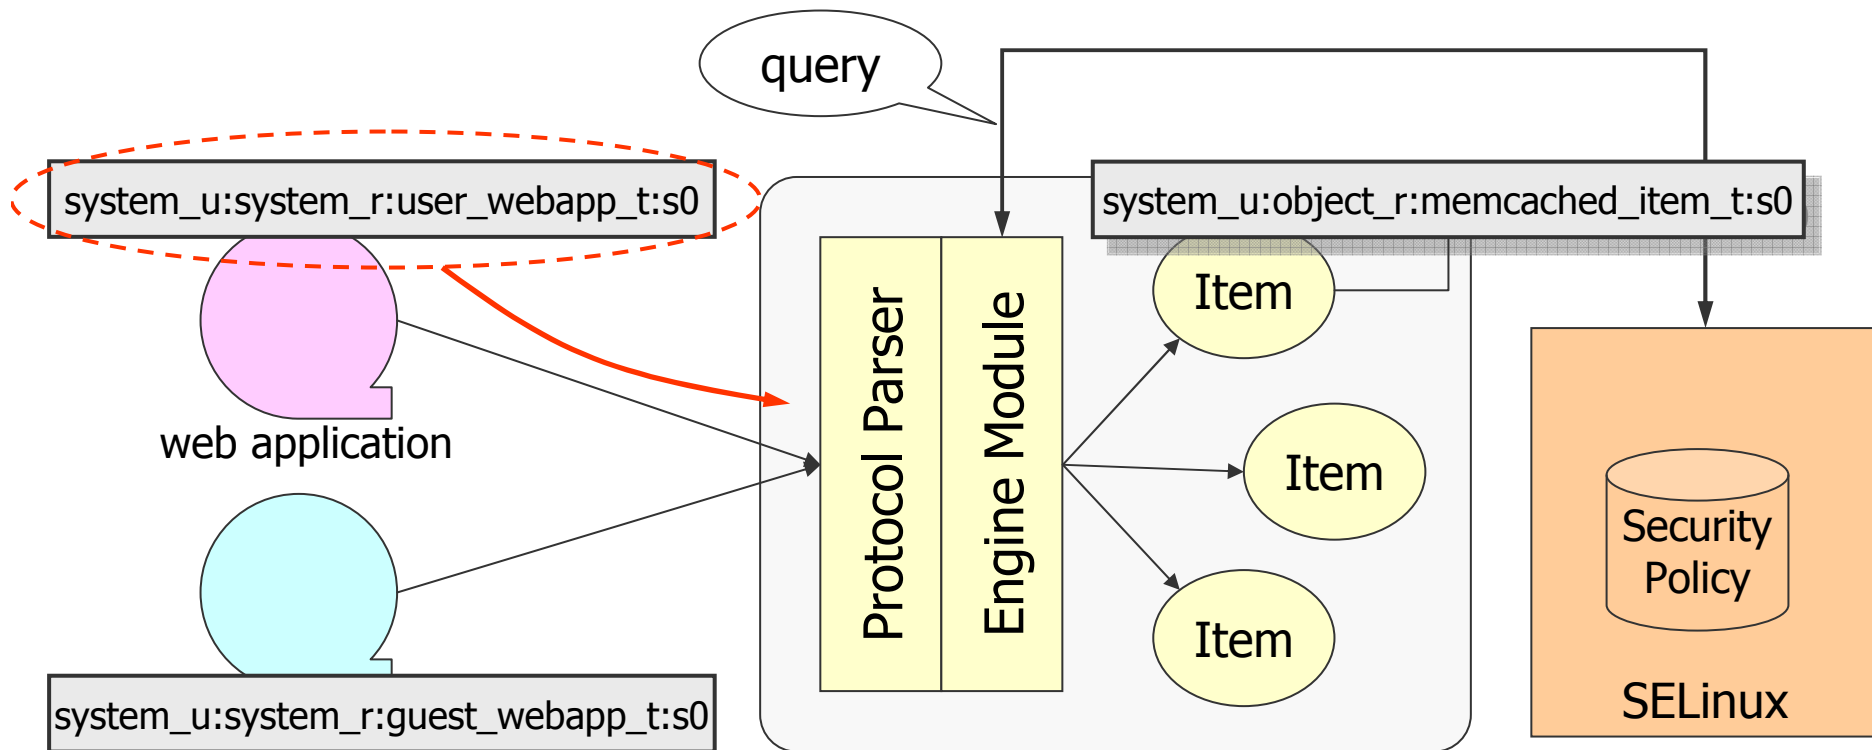 query
system_u:system_r:user_webapp_t:s0
system_u:object_r:memcached_item_t:s0
web application
Protocol Parser
Engine Module
Item
Item
Item
Security
Policy
SELinux
system_u:system_r:guest_webapp_t:s0